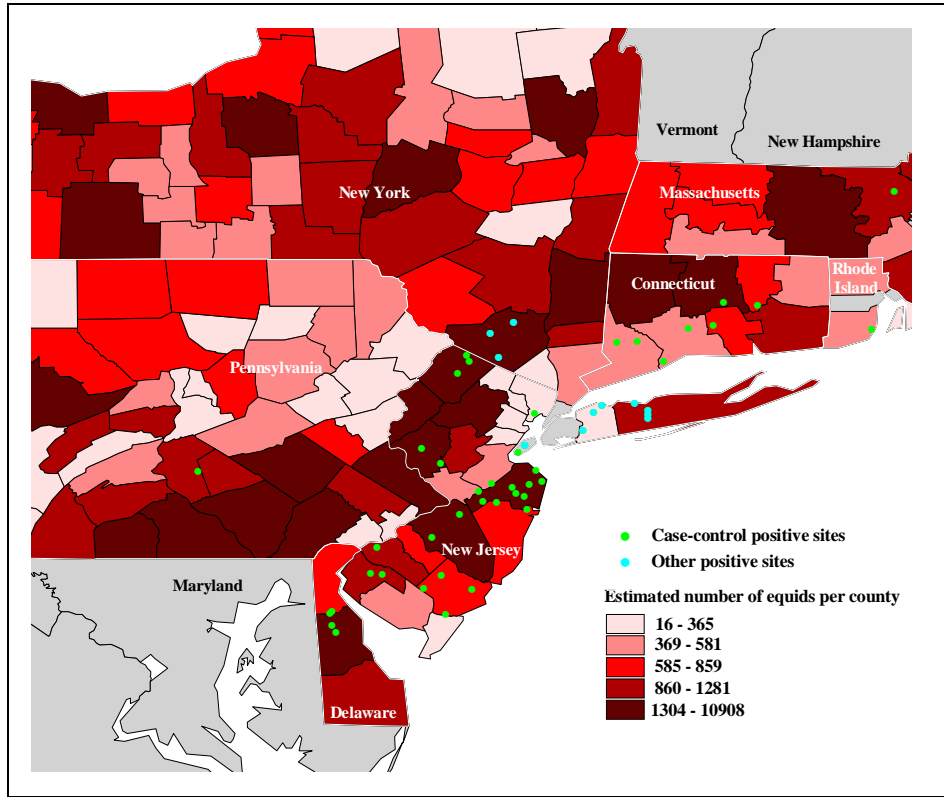 Vermont
New Hampshire
New York
Massachusetts
Connecticut
Rhode
Island
Pennsylvania
New Jersey
Maryland
Delaware
Case-control positive sites
Other positive sites
Estimated number of equids per county
16 - 365
369 - 581
585 - 859
860 - 1281
1304 - 10908